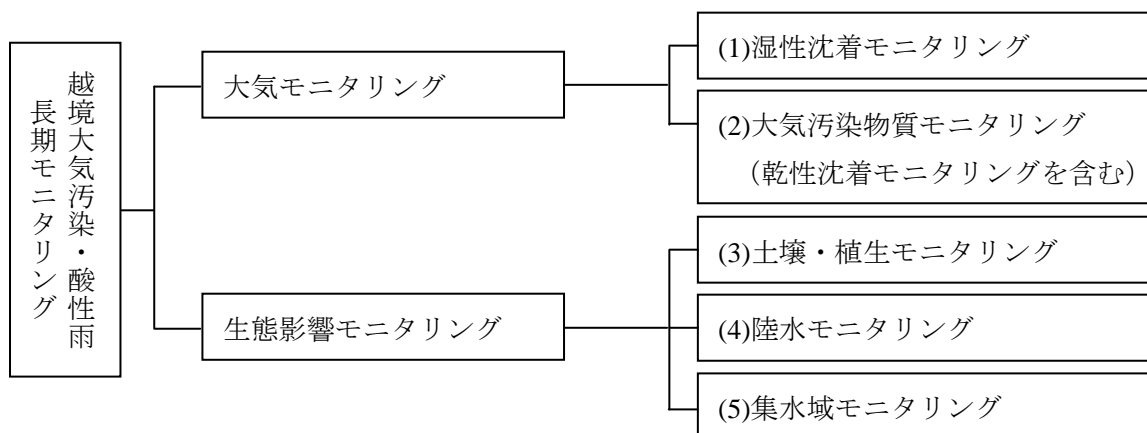 越境大気汚染・酸性雨
長期モニタリング
大気モニタリング
(1)湿性沈着モニタリング
(2)大気汚染物質モニタリング
（乾性沈着モニタリングを含む）
生態影響モニタリング
(3)土壌・植生モニタリング
(4)陸水モニタリング
(5)集水域モニタリング